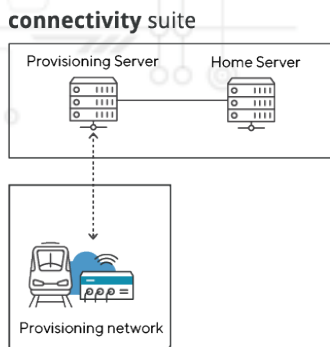 connectivity suite
Provisioning Server
Home Server
Provisioning network